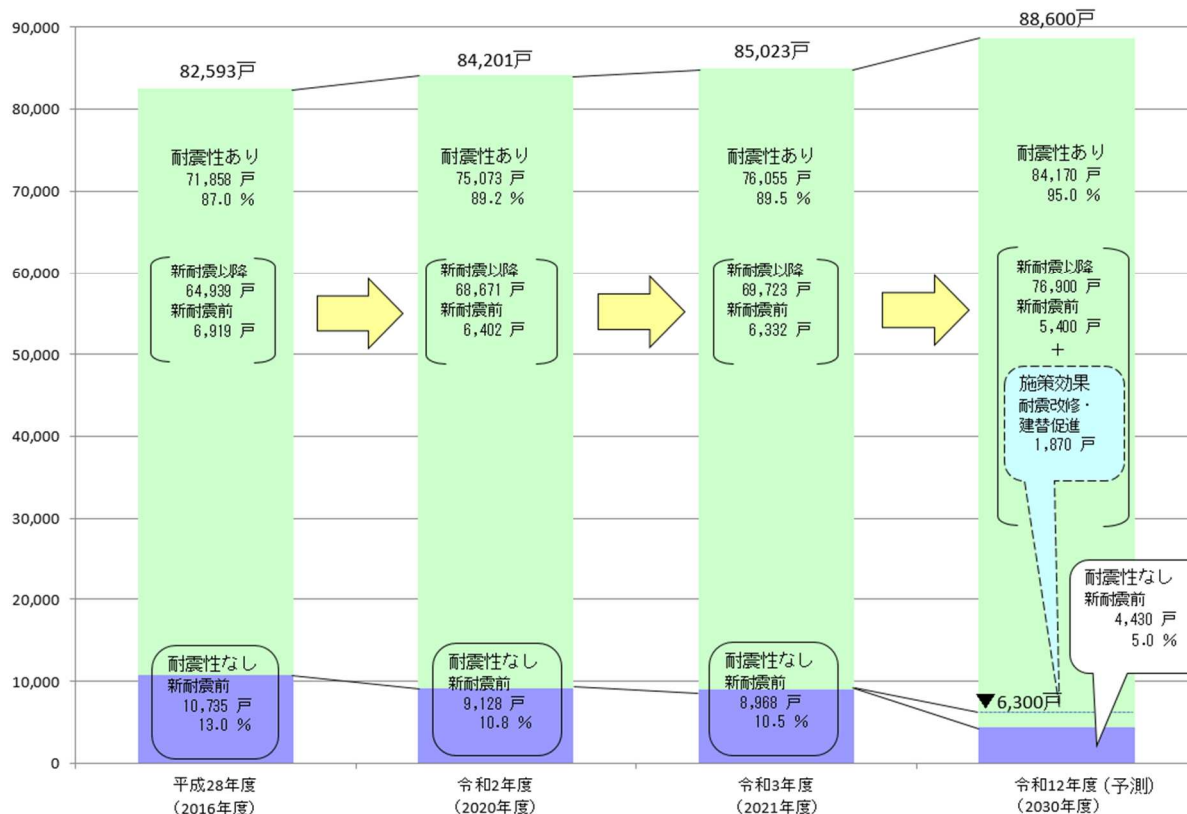 90,000
80,000
70,000
60,000
50,000
40,000
30,000
20,000
10,000
0
82,593戸
耐震性あり
71,858 戸
87.0 %
新耐震以降
64,939 戸
新耐震前
6,919 戸
耐震性なし
新耐震前
10,735 戸
13.0 %
平成28年度
(2016年度)
84,201戸
耐震性あり
75,073 戸
89.2 %
新耐震以降
68,671 戸
新耐震前
6,402 戸
耐震性なし
新耐震前
9,128 戸
10.8 %
令和2年度
(2020年度)
85,023戸
耐震性あり
76,055 戸
89.5 %
新耐震以降
69,723 戸
新耐震前
6,332 戸
耐震性なし
新耐震前
8,968 戸
10.5 %
令和3年度
(2021年度)
88,600戸
耐震性あり
84,170 戸
95.0 %
新耐震以降
76,900 戸
新耐震前
5,400 戸
+
施策効果
耐震改修・
建替促進
1,870 戸
耐震性なし
新耐震前
4,430 戸
5.0 %
▼6,300戸
令和12年度 (予測)
(2030年度)